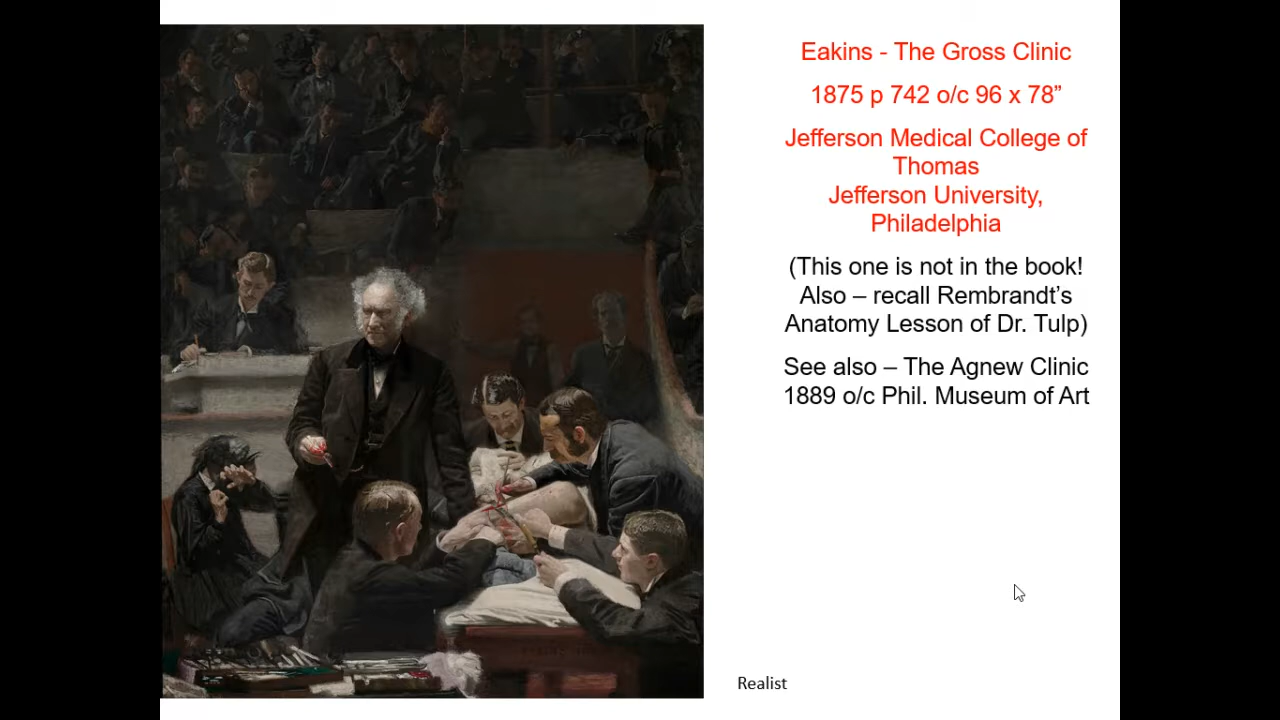 Eakins - The Gross Clinic
1875 p 742 o/c 96 x 78”
Jefferson Medical College of
Thomas
Jefferson University,
Philadelphia
(This one is not in the book!
Also – recall Rembrandt’s
Anatomy Lesson of Dr. Tulp)
See also – The Agnew Clinic
1889 o/c Phil. Museum of Art
Realist